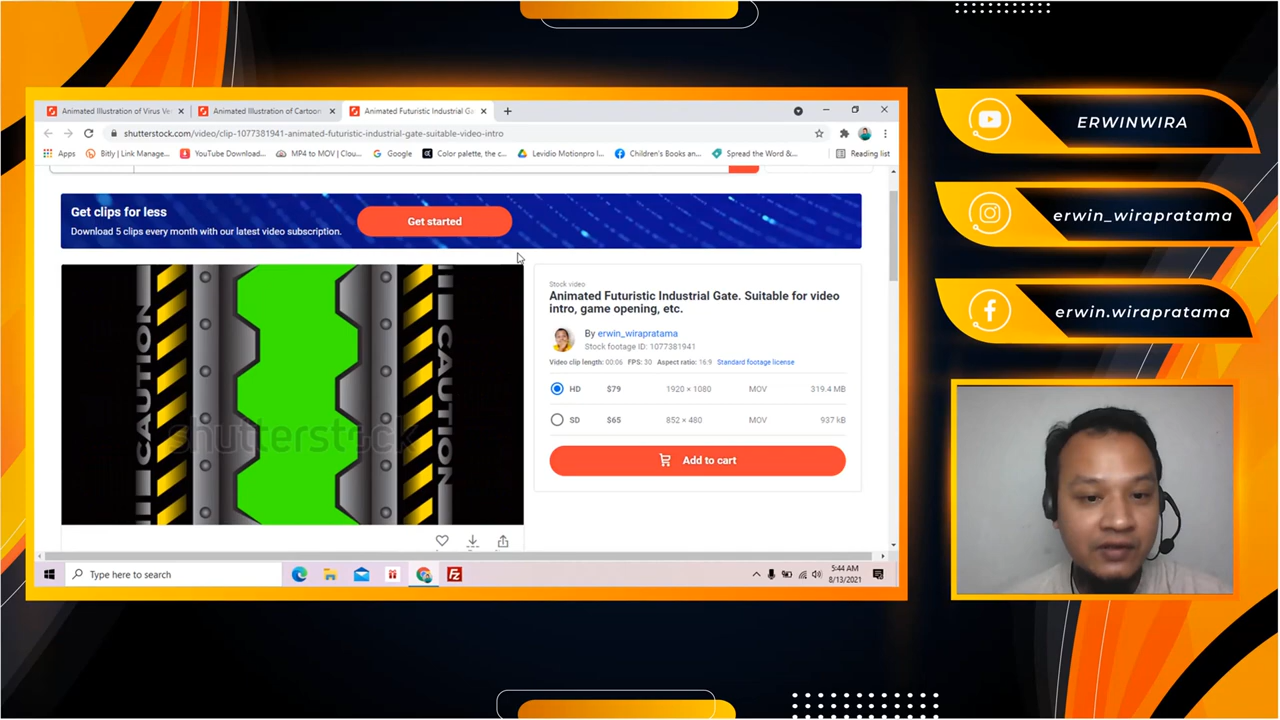 Animated Illustration of Virus Ve
Animated Illustration of Cartoon
Animated Futuristic Industrial Ga
shutterstock.com/video/clip-1077381941-animated-futuristic-industrial-gate-suitable-video-intro
Apps
Bitly | Link Manage...
YouTube Download...
MP4 to MOV | Clou...
Google
Color palette, the c...
Levidio Motionpro I...
Children's Books an...
Spread the Word &...
Reading list
Get clips for less
Download 5 clips every month with our latest video subscription.
Get started
CAUTION
CAUTION
shutterstock
Stock video
Animated Futuristic Industrial Gate. Suitable for video
intro, game opening, etc.
By erwin_wirapratama
Stock footage ID: 1077381941
Video clip length: 00:06 FPS: 30 Aspect ratio: 16:9 Standard footage license
HD $79 1920 × 1080 MOV 319.4 MB
SD $65 852 × 480 MOV 937 kB
Add to cart
Type here to search
5:44 AM
8/13/2021
ERWINWIRA
erwin_wirapratama
erwin.wirapratama